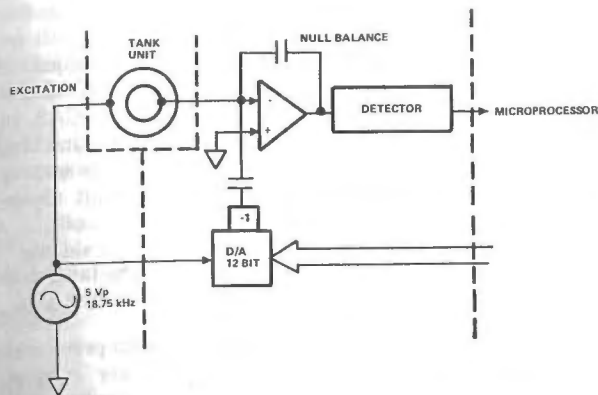 TANK
UNIT
NULL BALANCE
EXCITATION
-
+
DETECTOR
MICROPROCESSOR
-1
D/A
12 BIT
5 Vp
18.75 kHz